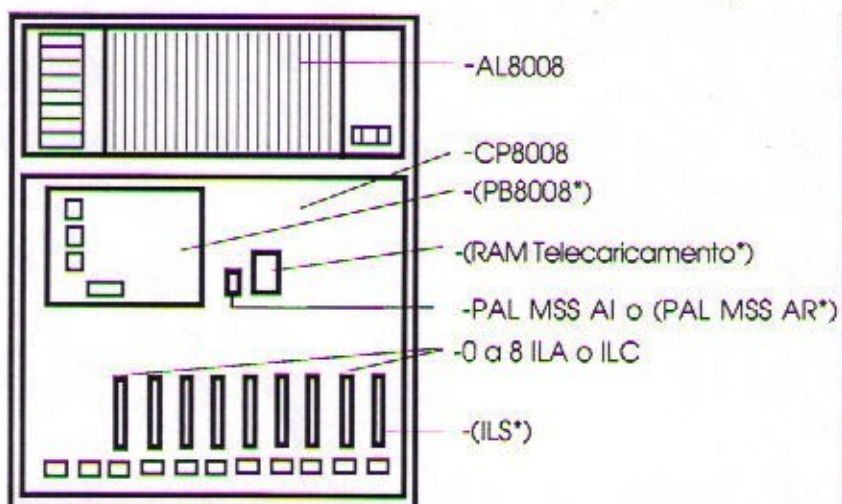 -AL8008
-CP8008
-(PB8008*)
-(RAM Telecaricamento*)
-PAL MSS AI o (PAL MSS AR*)
-0 a 8 ILA o ILC
-(ILS*)